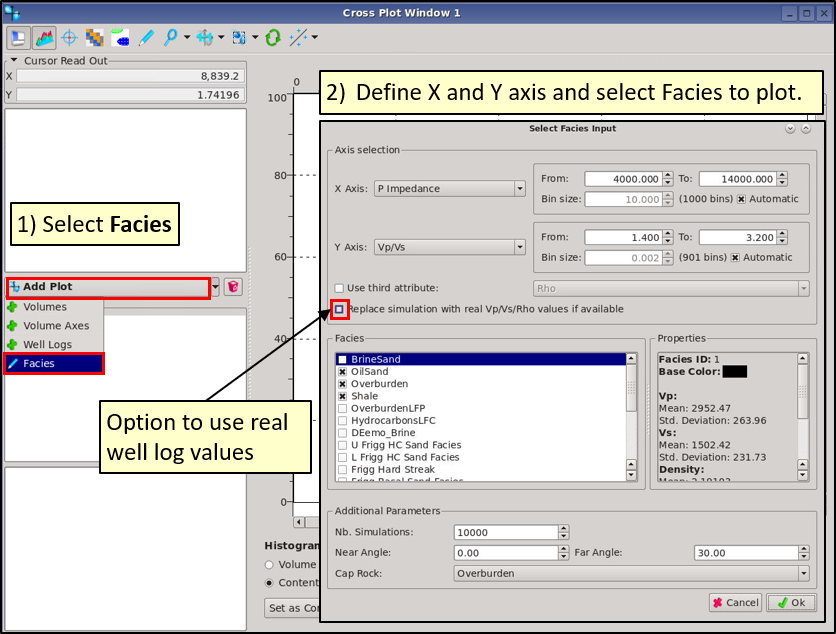 Cross Plot Window 1
Cursor Read Out
X 8,839.2
Y 1.74196
0
100
80
60
40
20
0
1) Select Facies
Add Plot
Volumes
Volume Axes
Well Logs
Facies
Option to use real
well log values
Histogram
Volume
Content
Set as Co
2) Define X and Y axis and select Facies to plot.
Select Facies Input
Axis selection
X Axis: P Impedance
From: 4000.000 To: 14000.000
Bin size: 10.000 (1000 bins) Automatic
Y Axis: Vp/Vs
From: 1.400 To: 3.200
Bin size: 0.002 (901 bins) Automatic
Use third attribute: Rho
Replace simulation with real Vp/Vs/Rho values if available
Facies
BrineSand
OilSand
Overburden
Shale
OverburdenLFP
HydrocarbonsLFC
DEemo_Brine
U Frigg HC Sand Facies
L Frigg HC Sand Facies
Frigg Hard Streak
Frigg Basal Sand Facies
Properties
Facies ID: 1
Base Color:
Vp:
Mean: 2952.47
Std. Deviation: 263.96
Vs:
Mean: 1502.42
Std. Deviation: 231.73
Density:
Additional Parameters
Nb. Simulations: 10000
Near Angle: 0.00 Far Angle: 30.00
Cap Rock: Overburden
Cancel Ok